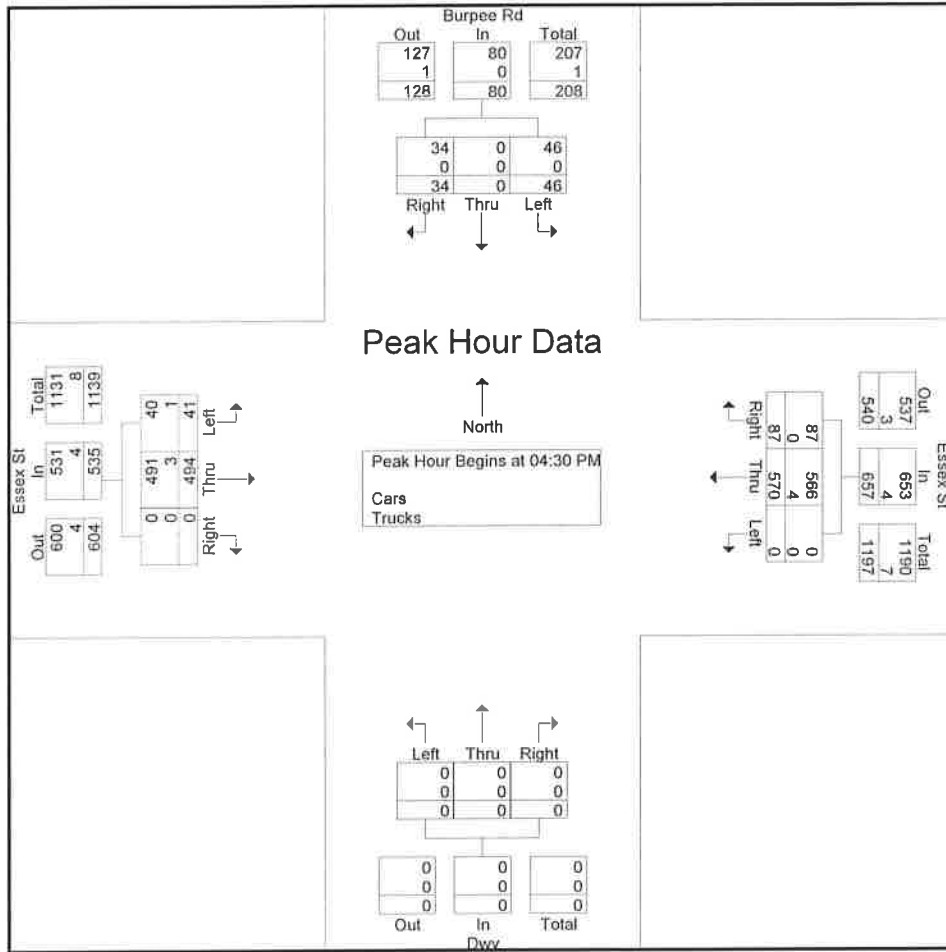 Burpee Rd
Out In Total
127 80 207
1 0 1
128 80 208
34 0 46
0 0 0
34 0 46
Right Thru Left
Peak Hour Data
North
Peak Hour Begins at 04:30 PM
Cars
Trucks
Essex St
Total In Out
1131 531 600
8 4 4
1139 535 604
40 491 0
1 3 0
41 494 0
Left Thru Right
Essex St
Out In Total
537 653 1190
3 4 7
540 657 1197
87 566 0
0 4 0
87 570 0
Right Thru Left
Left Thru Right
0 0 0
0 0 0
0 0 0
0 0 0
0 0 0
0 0 0
Out In Total
Dwy